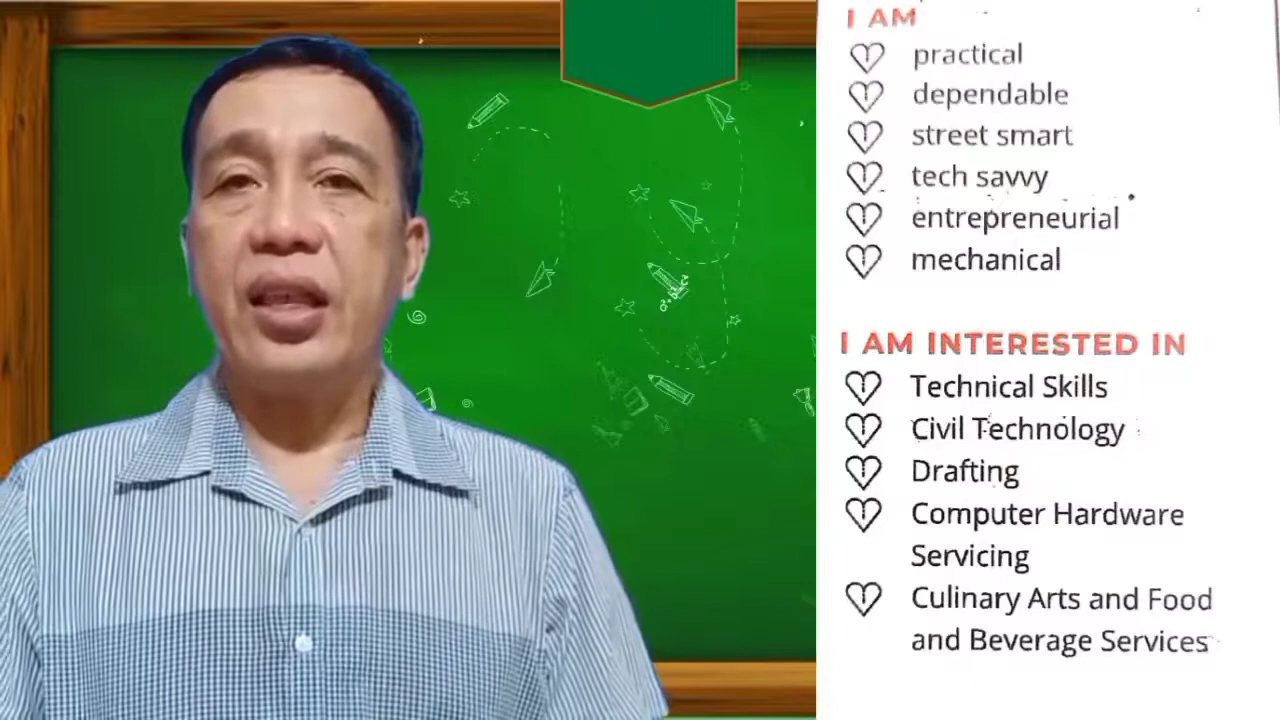 I AM
practical
dependable
street smart
tech savvy
entrepreneurial
mechanical
I AM INTERESTED IN
Technical Skills
Civil Technology
Drafting
Computer Hardware
Servicing
Culinary Arts and Food
and Beverage Services